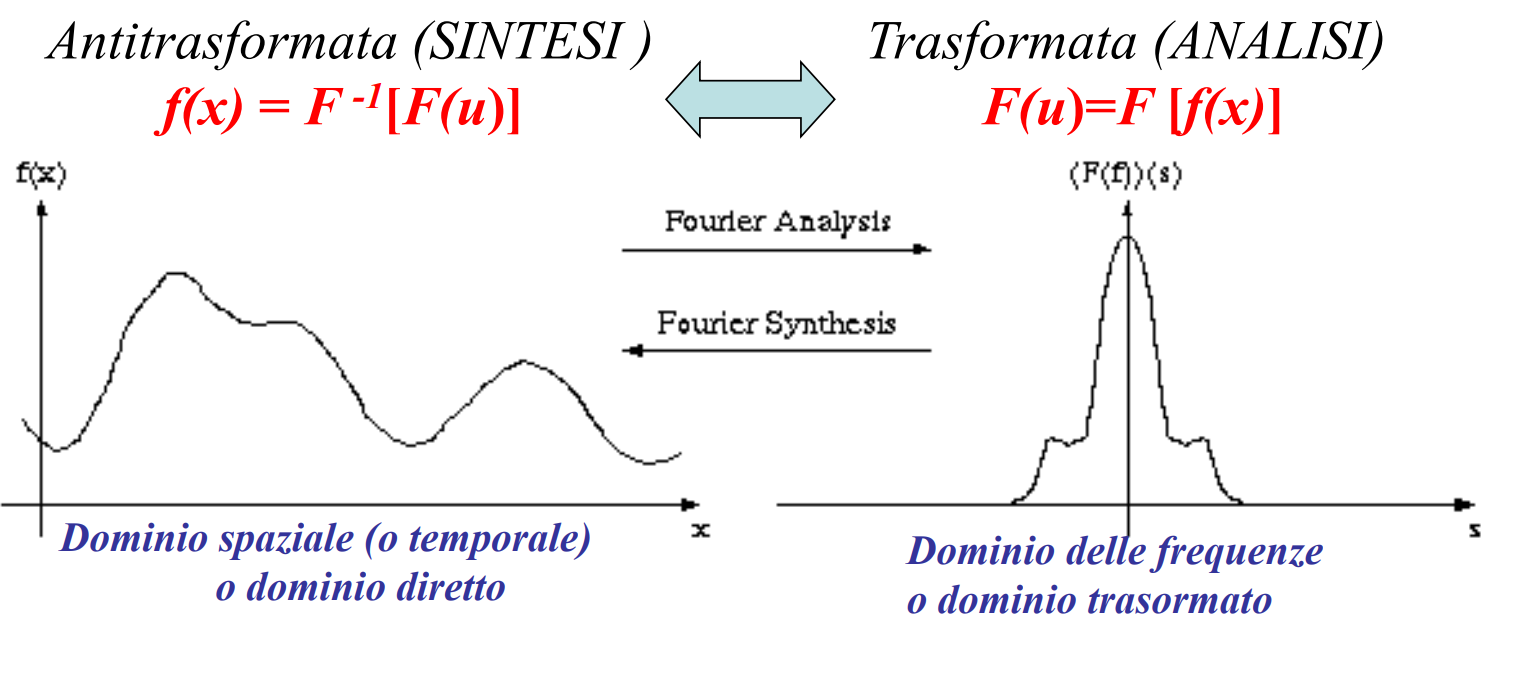 Antitrasformata (SINTESI )
f(x) = F -1[F(u)]
Trasformata (ANALISI)
F(u)=F [f(x)]
f(x)
Fourier Analysis
Fourier Synthesis
(F(f))(s)
x
s
Dominio spaziale (o temporale)
o dominio diretto
Dominio delle frequenze
o dominio trasormato